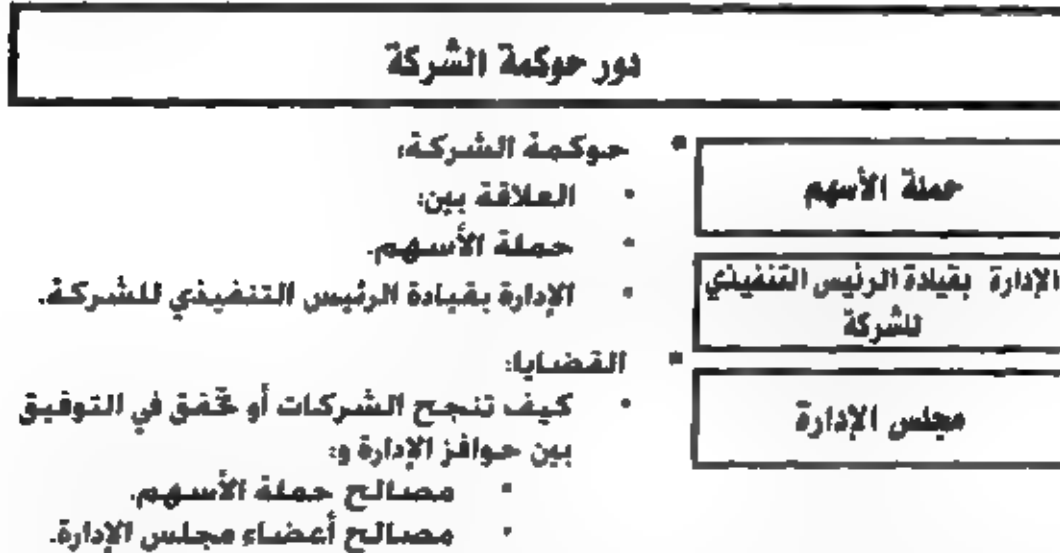 دور حوكمة الشركة
حملة الأسهم
الإدارة بقيادة الرئيس التنفيذي
للشركة
مجلس الإدارة
▪ حوكمة الشركة:
• العلاقة بين:
• حملة الأسهم.
• الإدارة بقيادة الرئيس التنفيذي للشركة.
▪ القضايا:
• كيف تنجح الشركات أو تخفق في التوفيق
بين حوافز الإدارة و:
• مصالح حملة الأسهم.
• مصالح أعضاء مجلس الإدارة.